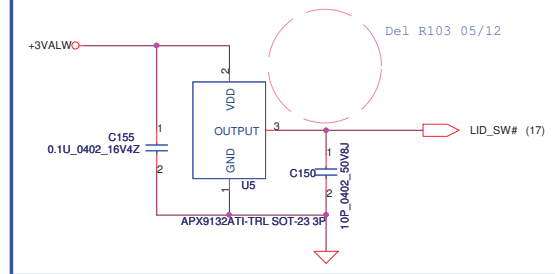 Del R103 05/12
+3VALW
2
VDD
1
C155
0.1U_0402_16V4Z
2
OUTPUT
3
LID_SW# (17)
GND
1
U5
C150
1
2
10P_0402_50V8J
APX9132ATI-TRL SOT-23 3P